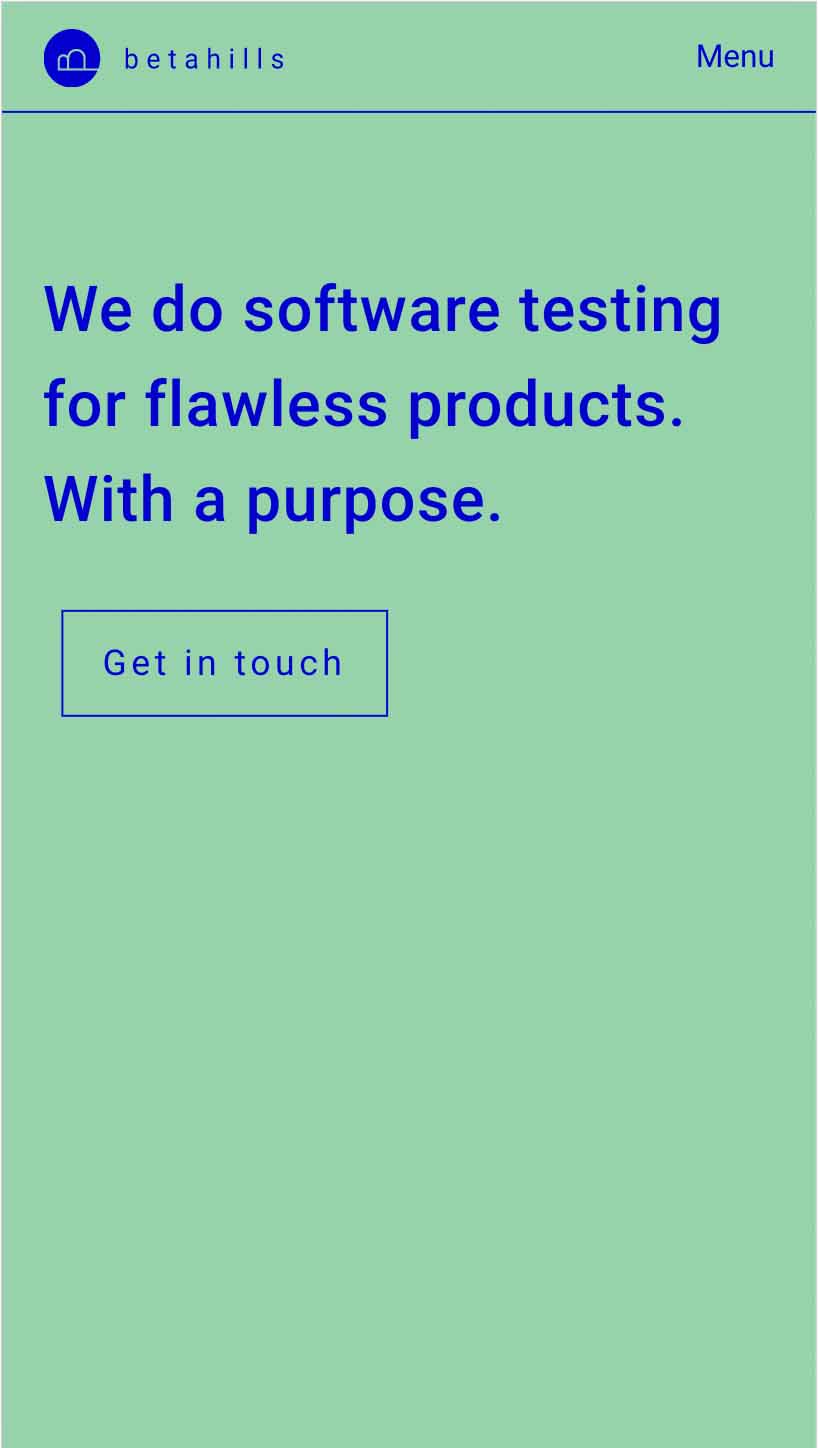 betahills
Menu
We do software testing
for flawless products.
With a purpose.
Get in touch